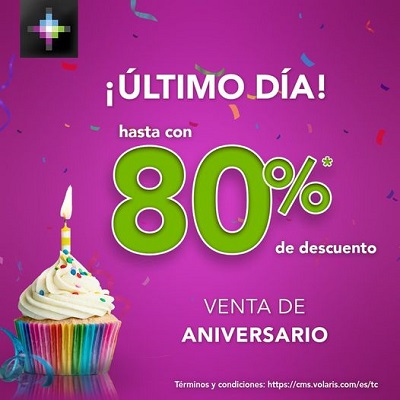 ¡ÚLTIMO DÍA!
hasta con
80%*
de descuento
VENTA DE
ANIVERSARIO
Términos y condiciones: https://cms.volaris.com/es/tc